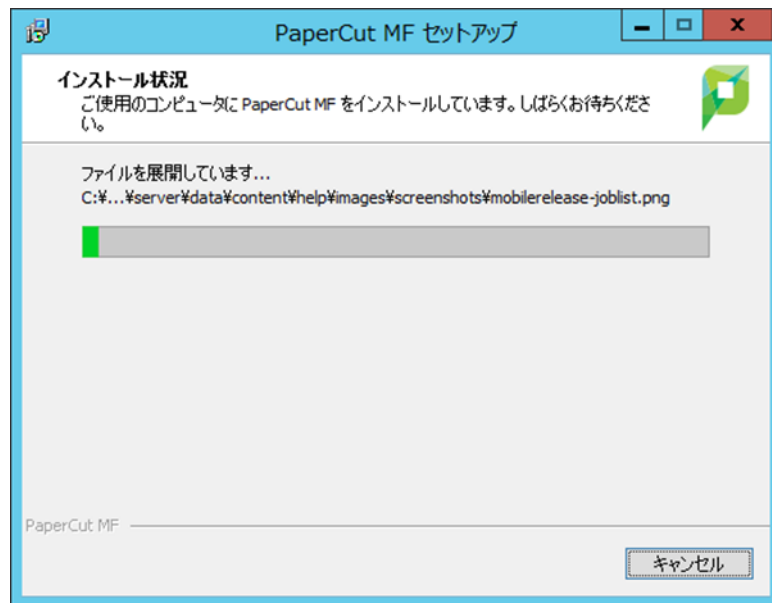 PaperCut MF セットアップ
インストール状況
ご使用のコンピュータに PaperCut MF をインストールしています。しばらくお待ちくださ
い。
ファイルを展開しています...
C:¥...¥server¥data¥content¥help¥images¥screenshots¥mobilerelease-joblist.png
PaperCut MF
キャンセル